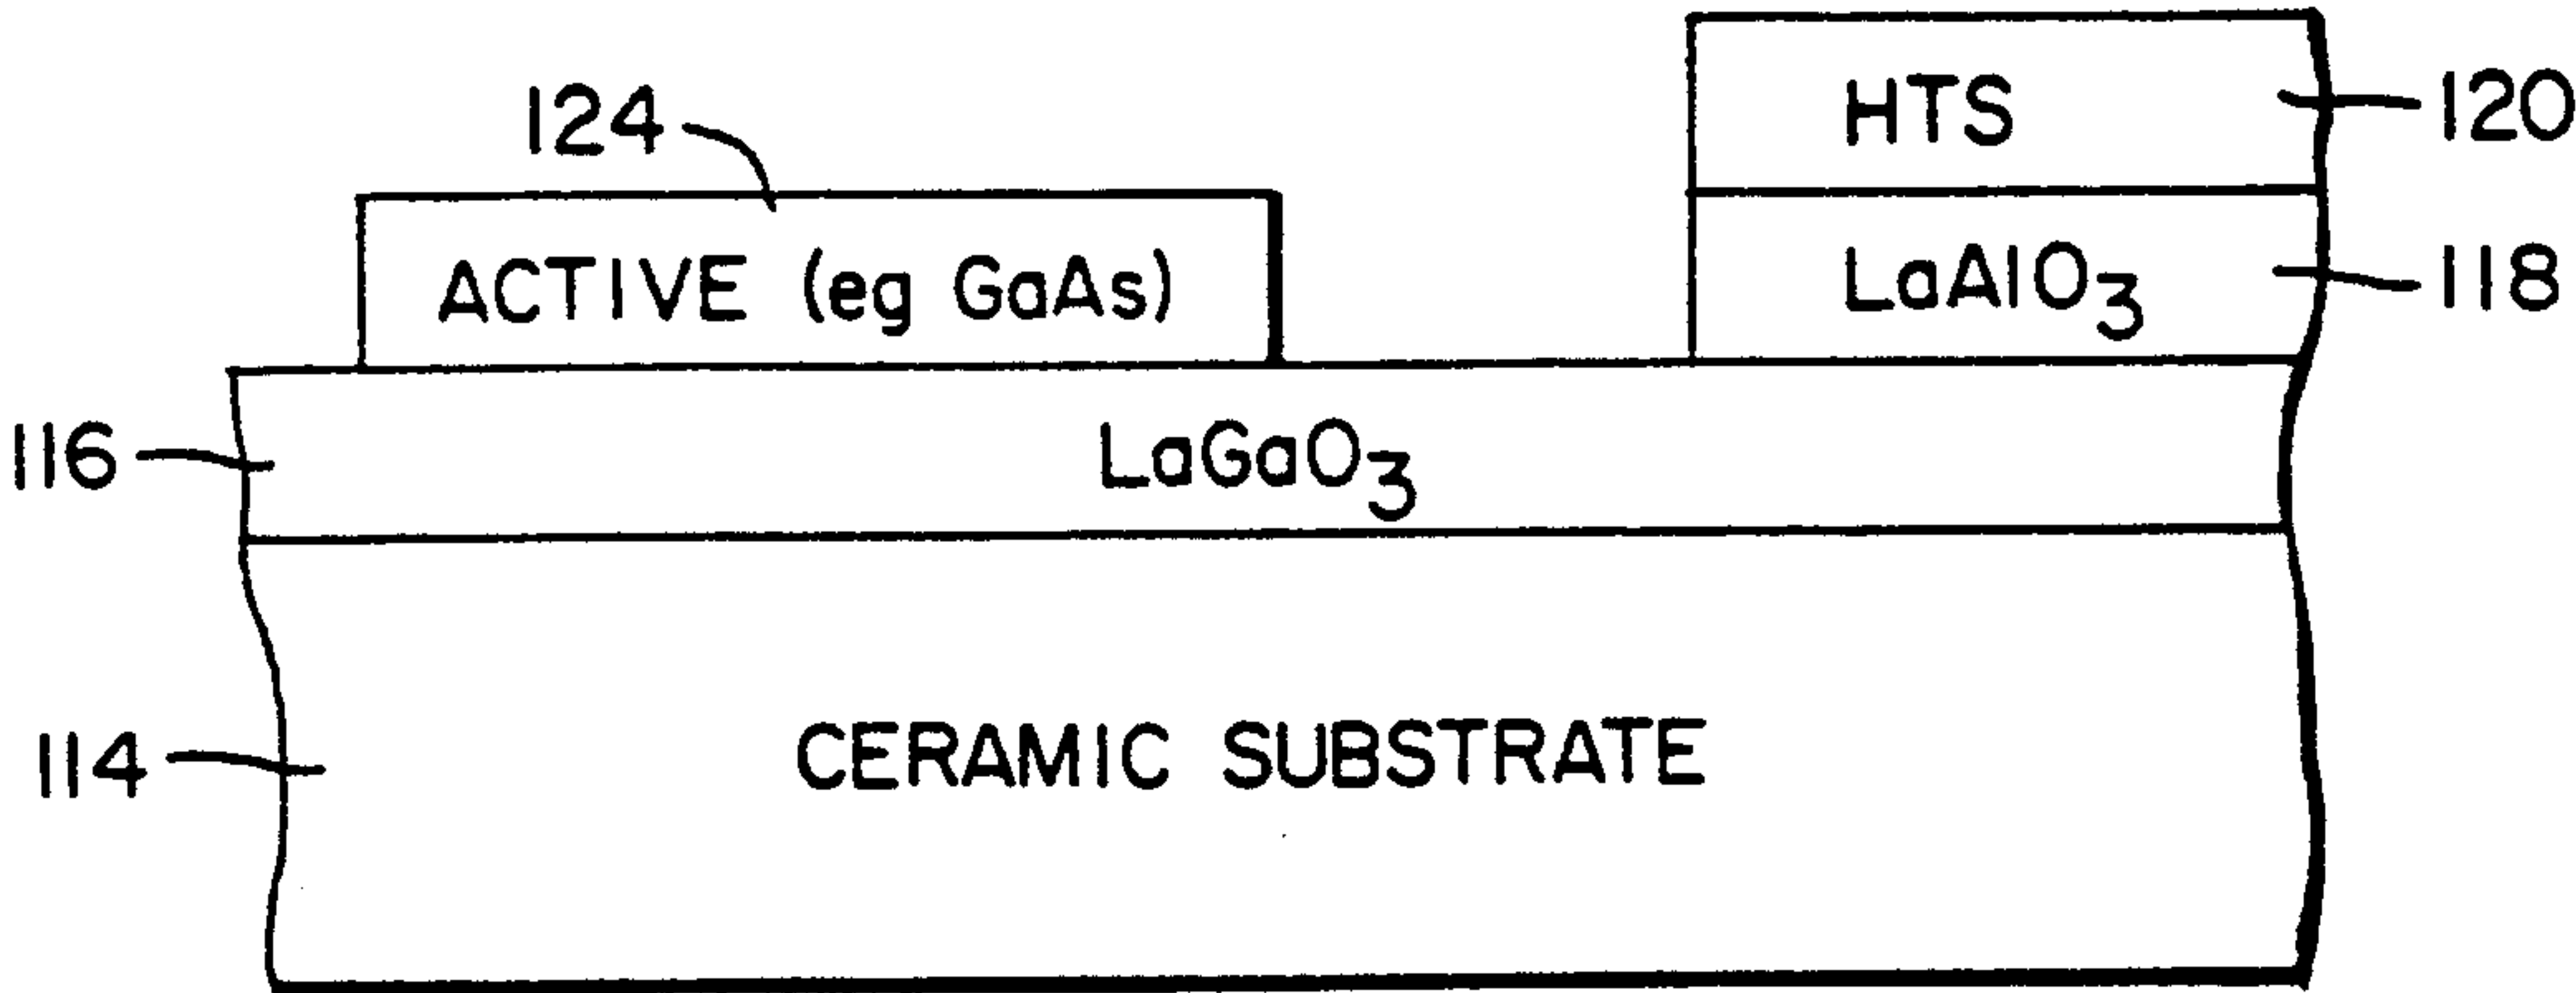 HTS
120
124
ACTIVE (eg GaAs)
LaAlO3
118
116
LaGaO3
114
CERAMIC SUBSTRATE